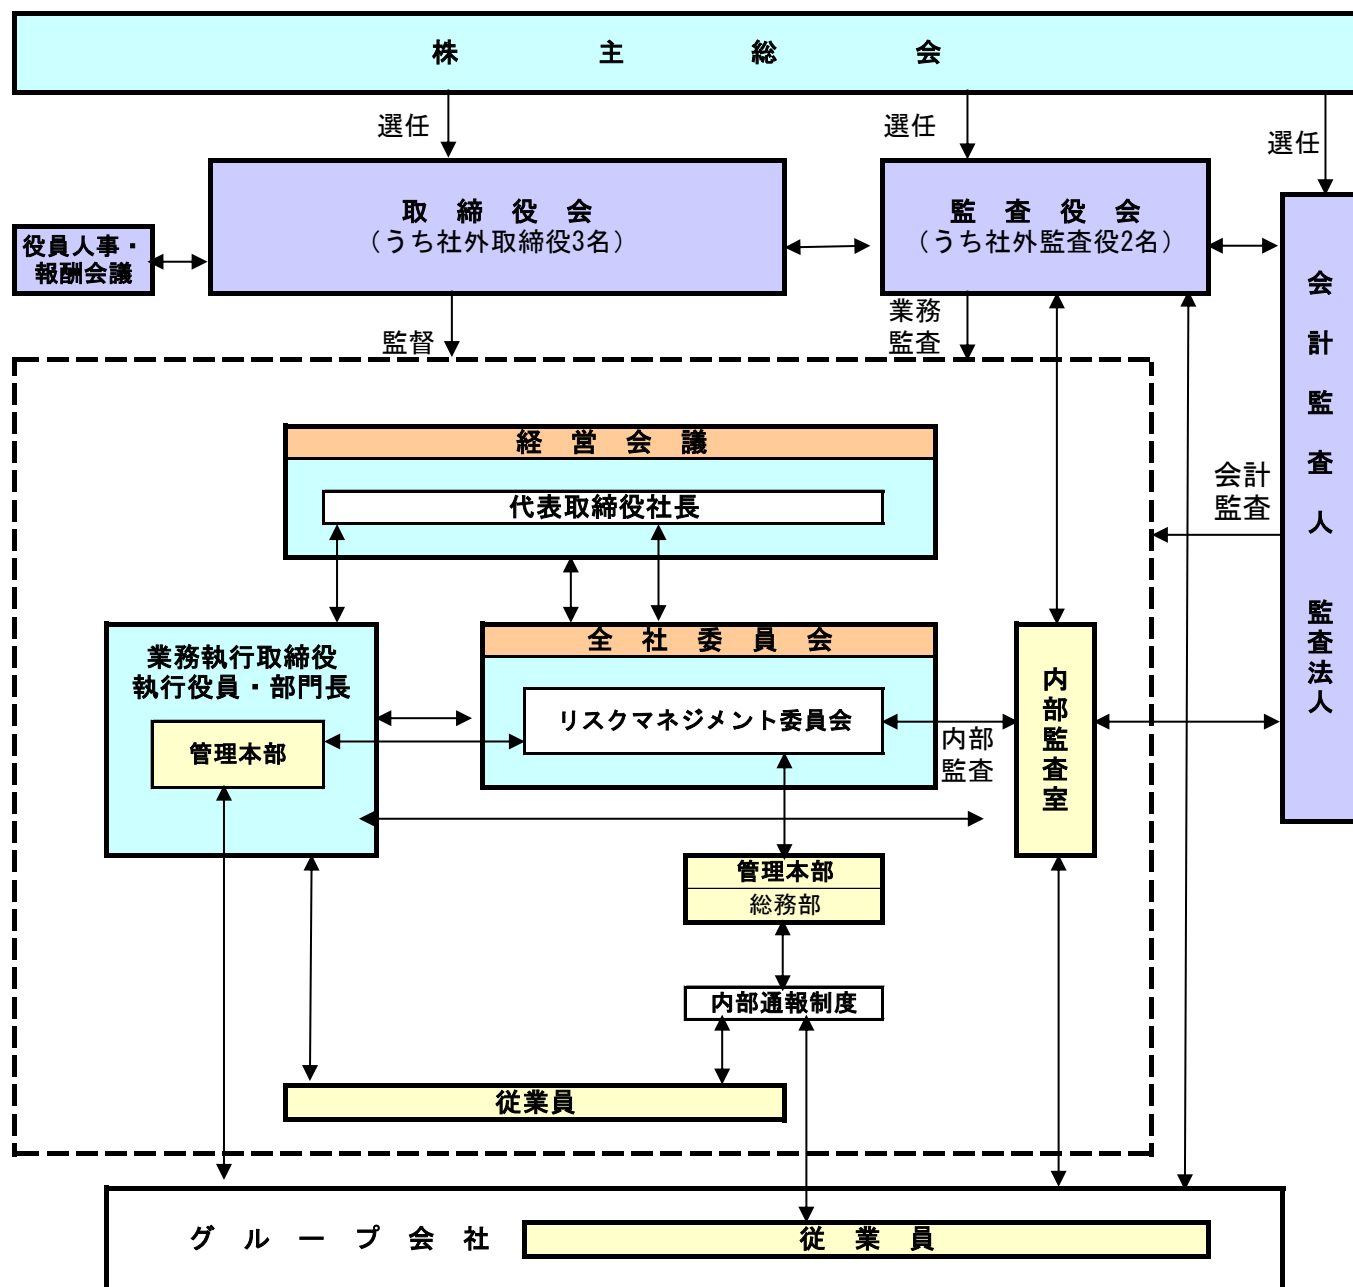 株主総会
選任
選任
選任
取締役会
(うち社外取締役3名)
監査役会
(うち社外監査役2名)
役員人事・
報酬会議
会計監査人 監査法人
監督
業務
監査
経営会議
代表取締役社長
会計
監査
業務執行取締役
執行役員・部門長
管理本部
全社委員会
リスクマネジメント委員会
内部
監査
内部監査室
管理本部
総務部
内部通報制度
従業員
グループ会社
従業員